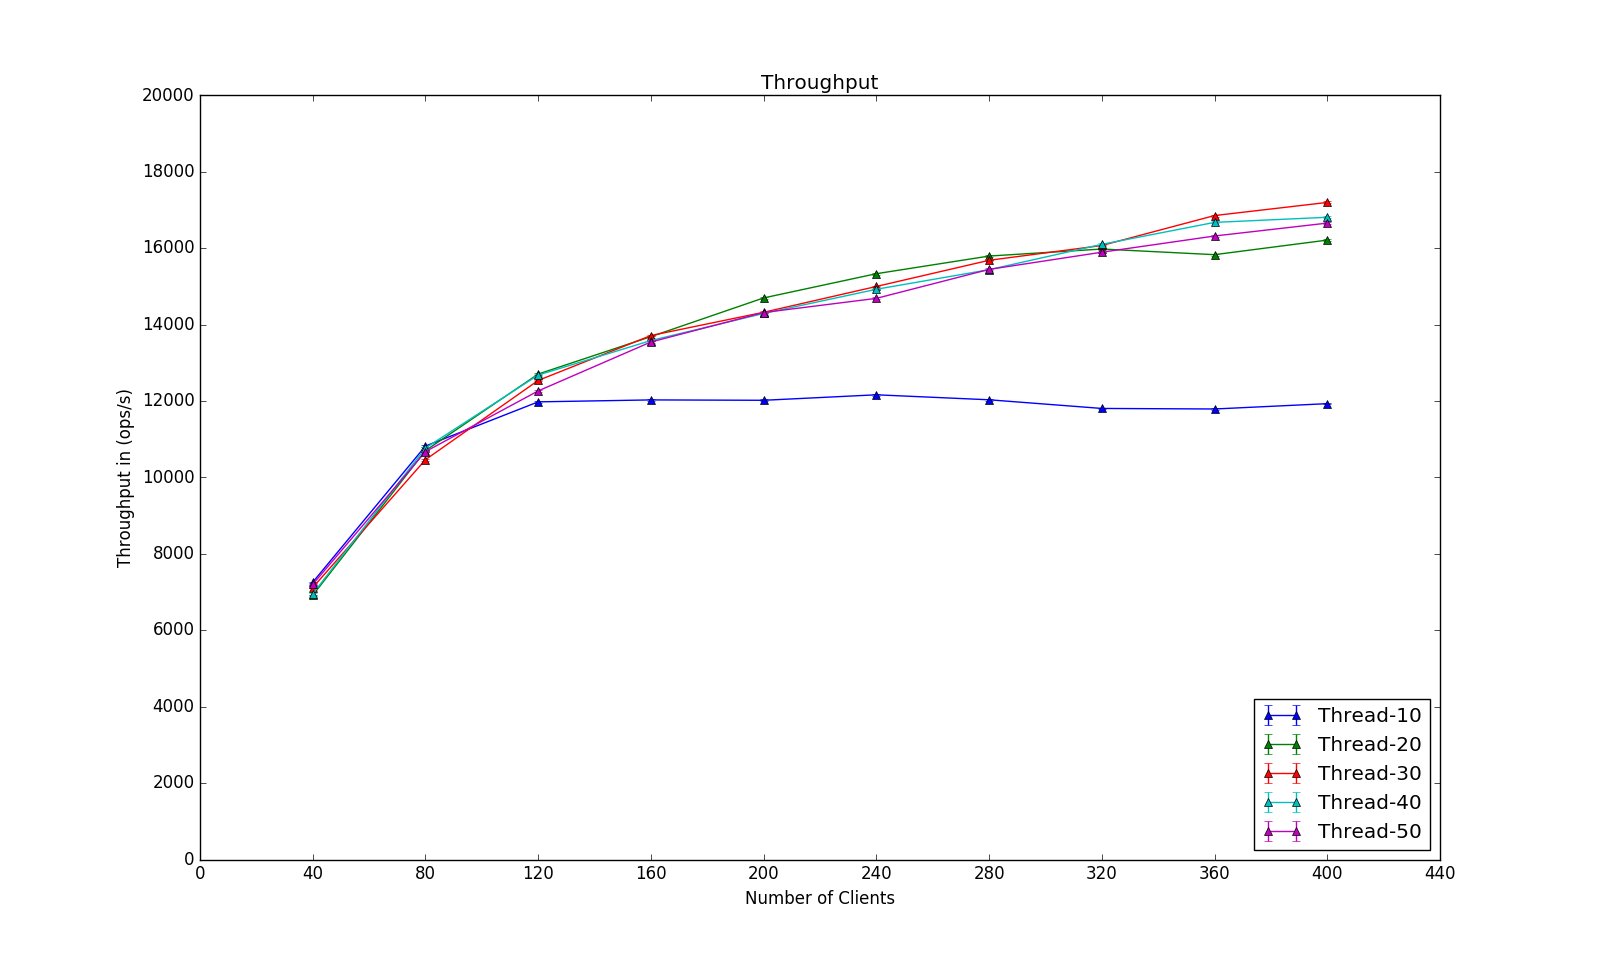 Throughput
20000
18000
16000
14000
12000
10000
8000
6000
4000
2000
0
Throughput in (ops/s)
0 40 80 120 160 200 240 280 320 360 400 440
Number of Clients
Thread-10
Thread-20
Thread-30
Thread-40
Thread-50